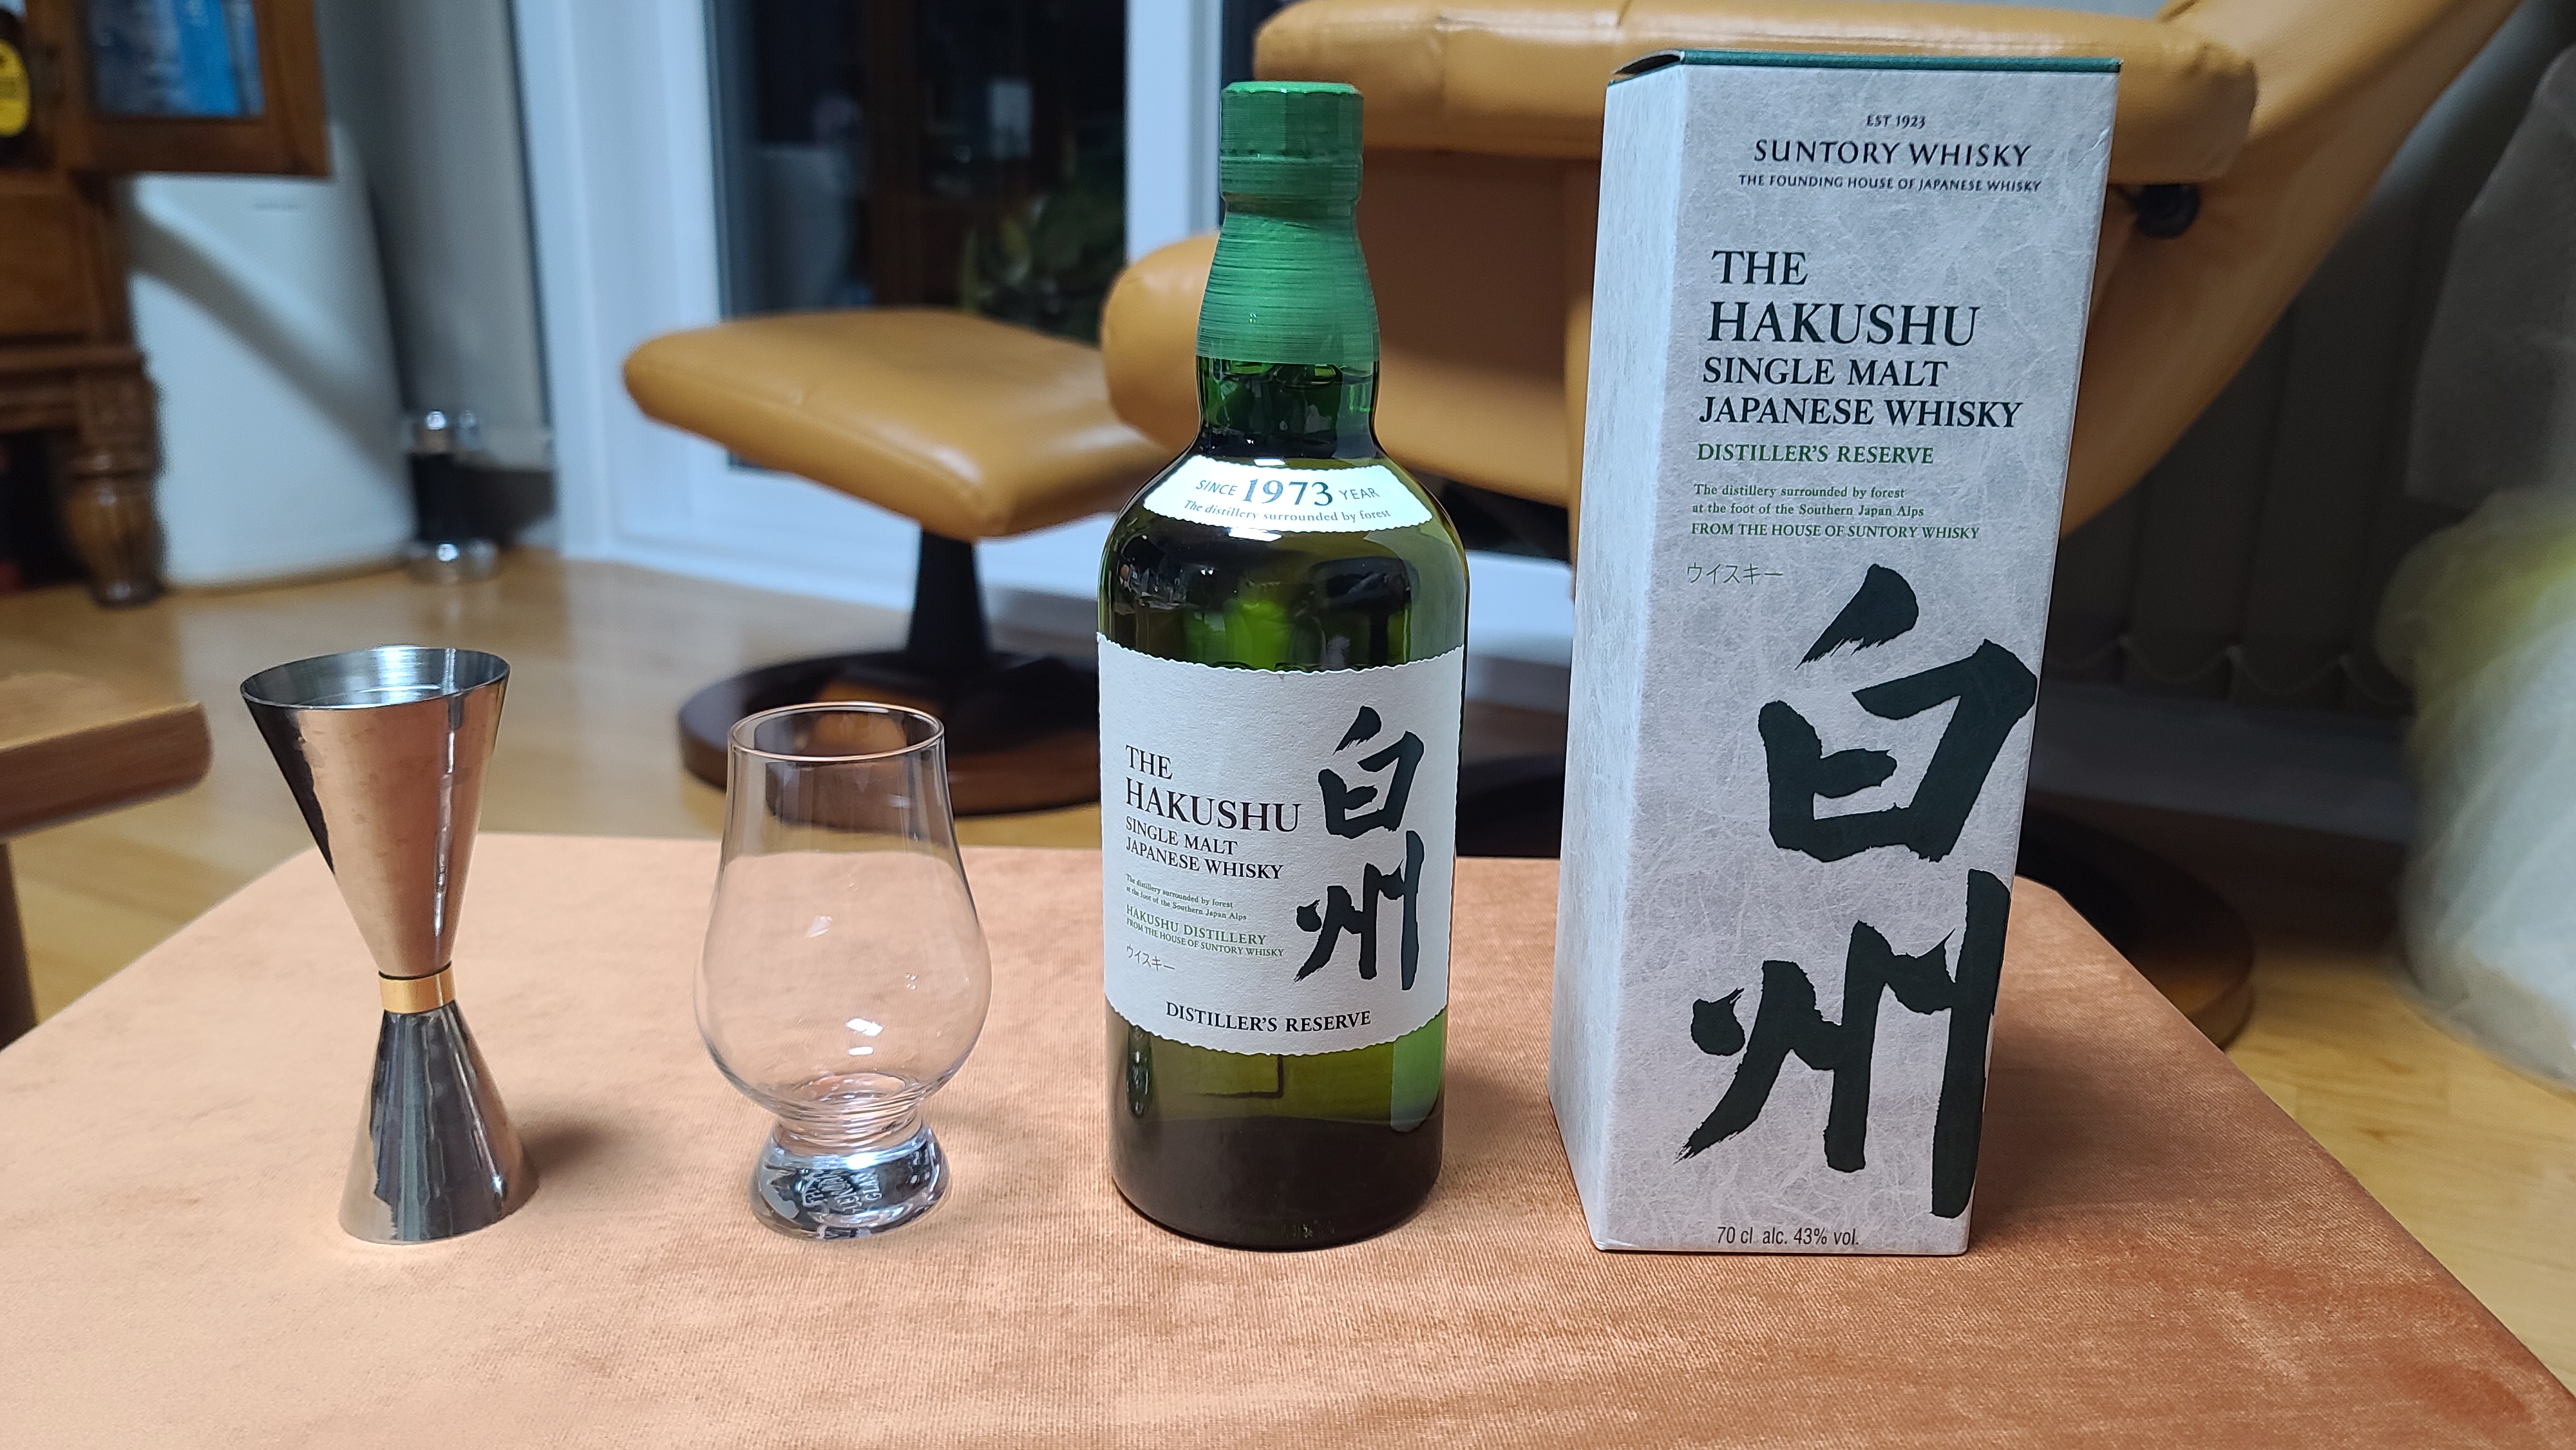 SINCE 1973 YEAR
The distillery surrounded by forest
THE
HAKUSHU
SINGLE MALT
JAPANESE WHISKY
The distillery surrounded by forest
at the foot of the Southern Japan Alps
HAKUSHU DISTILLERY
FROM THE HOUSE OF SUNTORY WHISKY
ウイスキー
白州
DISTILLER'S RESERVE
EST 1923
SUNTORY WHISKY
THE FOUNDING HOUSE OF JAPANESE WHISKY
THE
HAKUSHU
SINGLE MALT
JAPANESE WHISKY
DISTILLER'S RESERVE
The distillery surrounded by forest
at the foot of the Southern Japan Alps
FROM THE HOUSE OF SUNTORY WHISKY
ウイスキー
白州
70 cl alc. 43% vol.